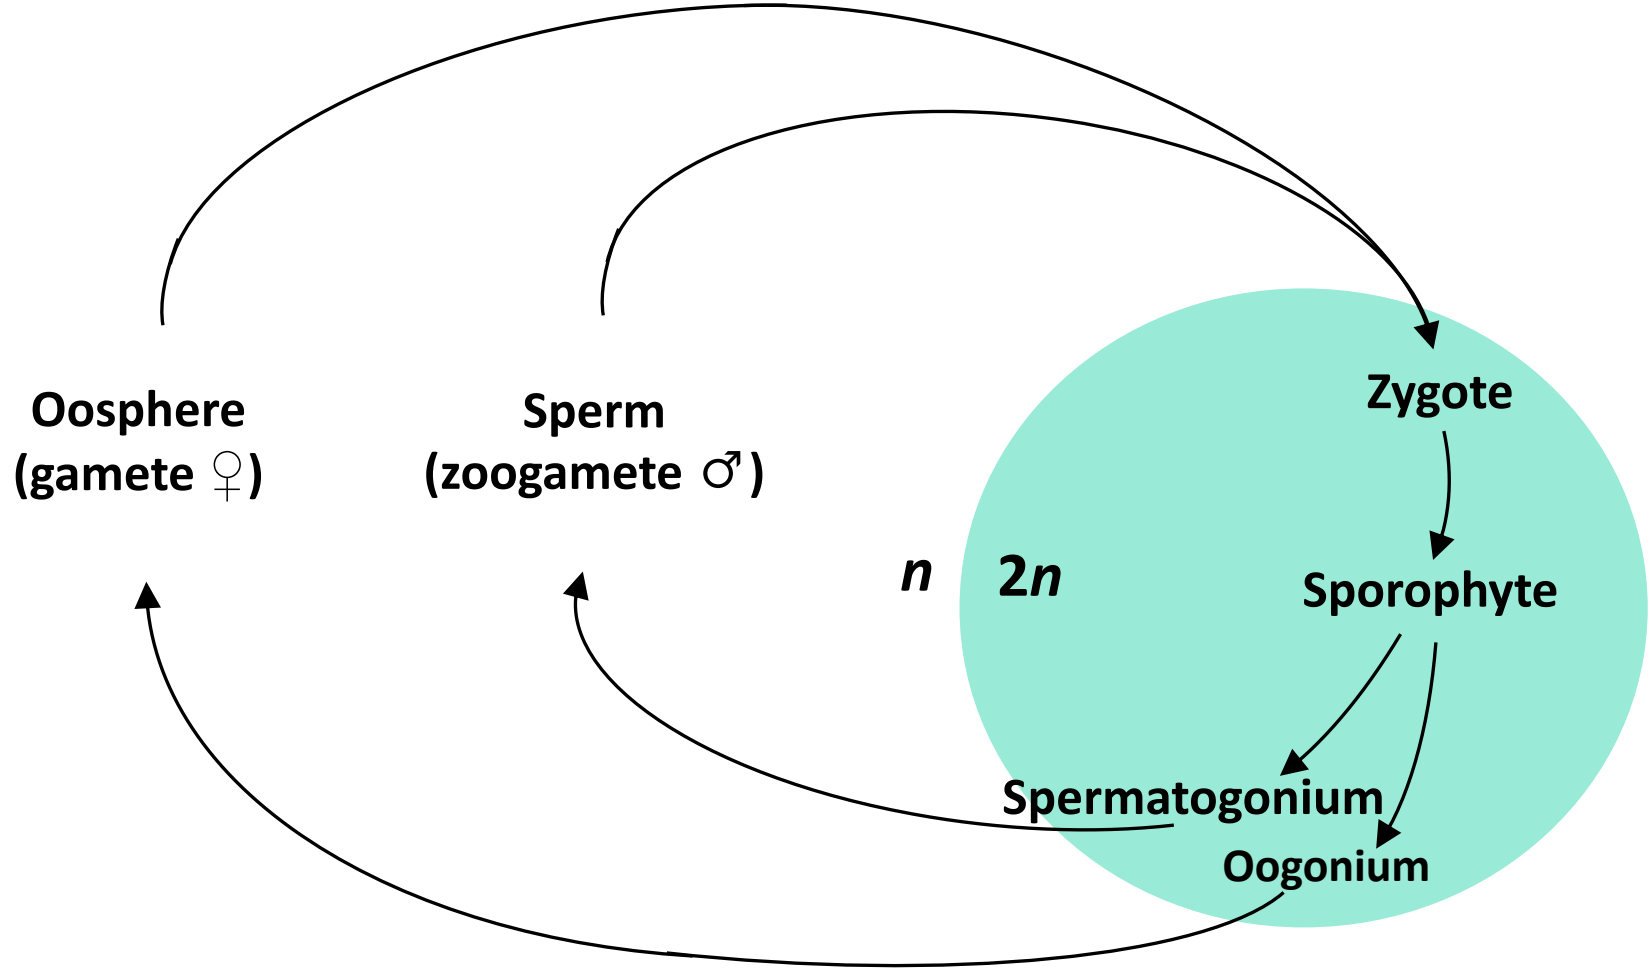 Oosphere
(gamete ♀)
Sperm
(zoogamete ♂)
n
2n
Zygote
Sporophyte
Spermatogonium
Oogonium